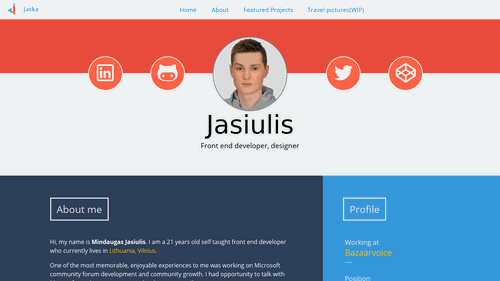 Jaska
Home About Featured Projects Travel pictures(WIP)
Jasiulis
Front end developer, designer
About me
Hi, my name is Mindaugas Jasiulis. I am a 21 years old self taught front end developer
who currently lives in Lithuania, Vilnius.
One of the most memorable, enjoyable experiences to me was working on Microsoft
community forum development and community growth. I had opportunity to talk with
Profile
Working at
Bazaarvoice
Position